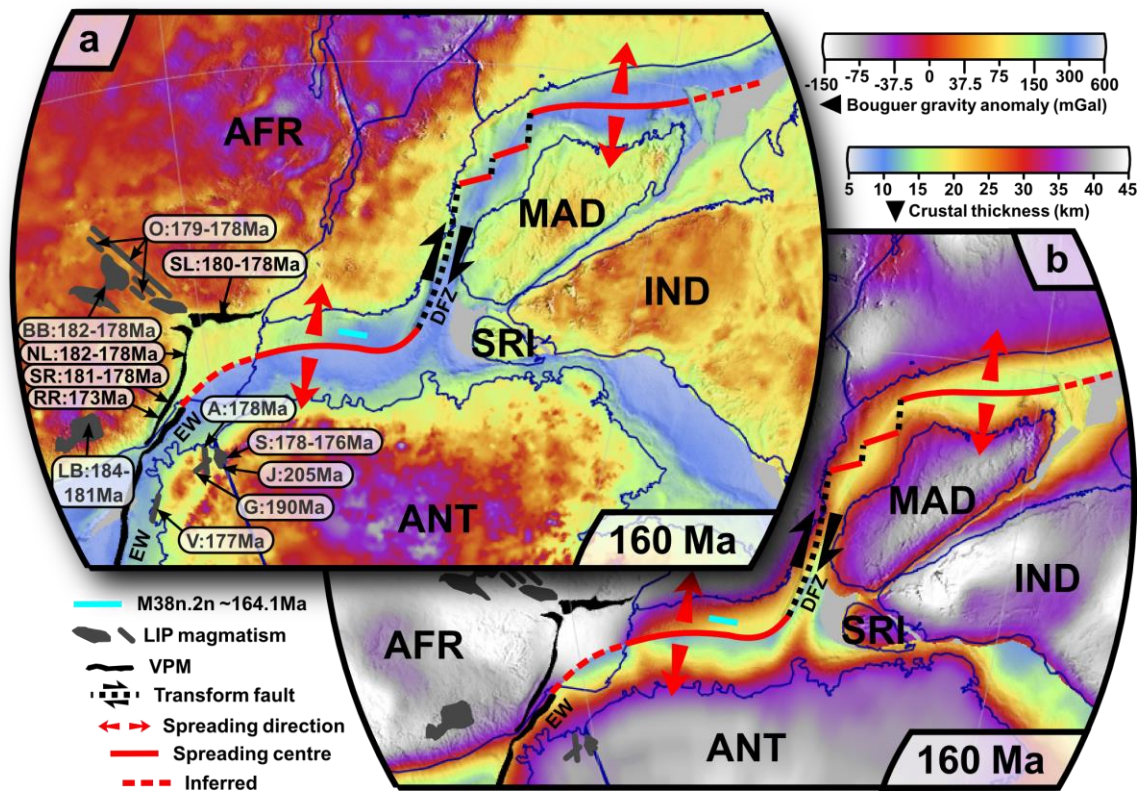 a
AFR
MAD
IND
SRI
ANT
DFZ
EW
EW
O:179-178Ma
SL:180-178Ma
BB:182-178Ma
NL:182-178Ma
SR:181-178Ma
RR:173Ma
LB:184-
181Ma
A:178Ma
S:178-176Ma
J:205Ma
G:190Ma
V:177Ma
160 Ma
-150 -75 -37.5 0 37.5 75 150 300 600
Bouguer gravity anomaly (mGal)
5 10 15 20 25 30 35 40 45
Crustal thickness (km)
b
MAD
IND
AFR
DFZ
SRI
EW
ANT
160 Ma
M38n.2n ~164.1Ma
LIP magmatism
VPM
Transform fault
Spreading direction
Spreading centre
Inferred